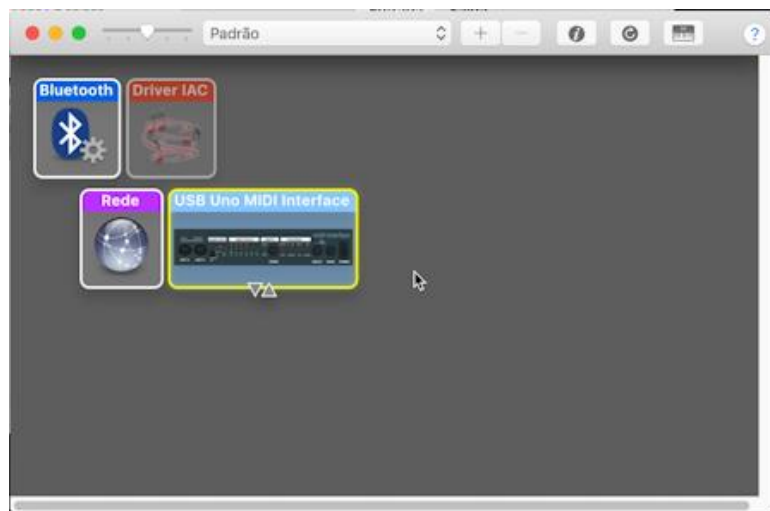 Padrão
Bluetooth
Driver IAC
Rede
USB Uno MIDI Interface